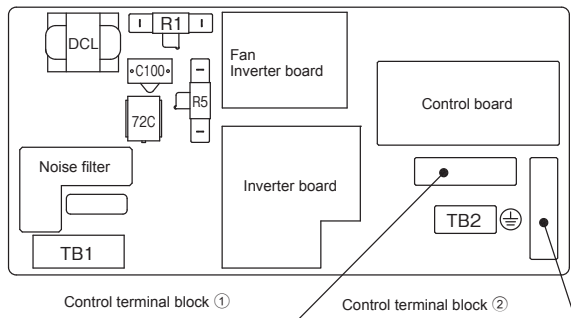 DCL
R1
C100
R5
72C
Fan
Inverter board
Control board
Noise filter
Inverter board
TB2
TB1
Control terminal block ①
Control terminal block ②